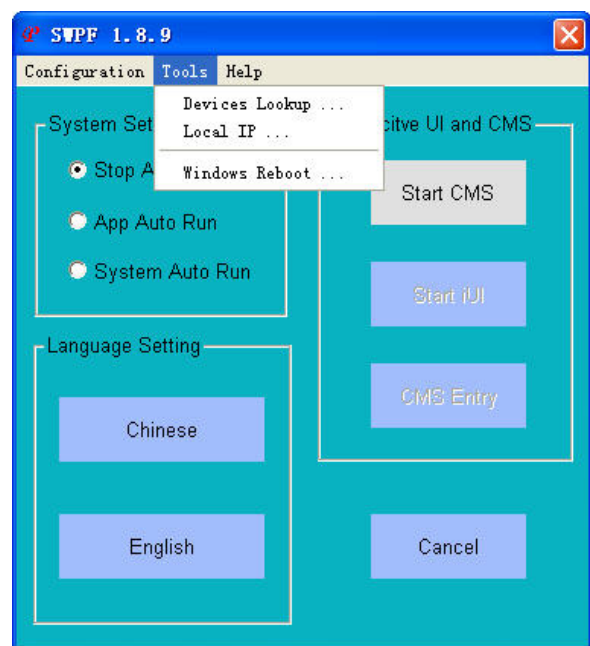 SWPF 1.8.9
Configuration Tools Help
Devices Lookup ...
Local IP ...
Windows Reboot ...
System Set
Stop A
App Auto Run
System Auto Run
Language Setting
Chinese
English
citve UI and CMS
Start CMS
Start iUI
CMS Entry
Cancel